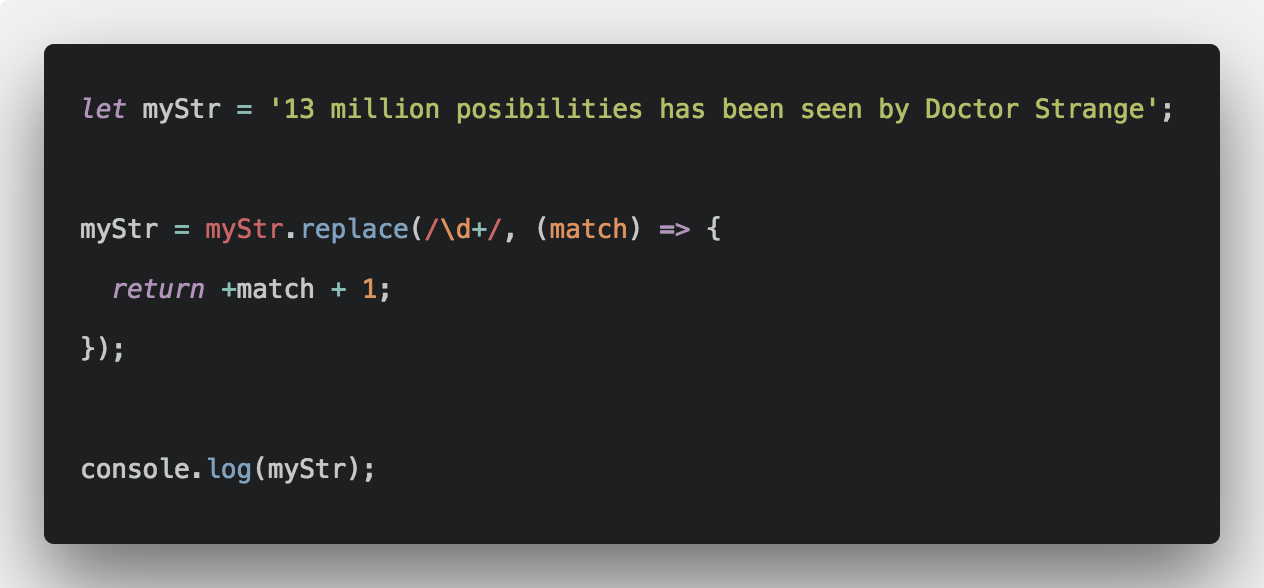 let myStr = '13 million posibilities has been seen by Doctor Strange';
myStr = myStr.replace(/\d+/, (match) => {
  return +match + 1;
});
console.log(myStr);